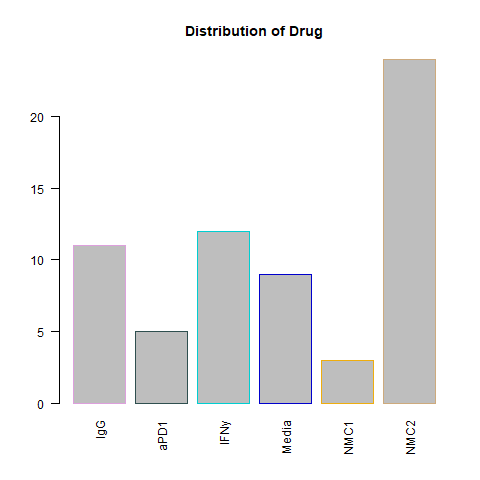 Distribution of Drug
20
15
10
5
0
IgG
aPD1
IFNy
Media
NMC1
NMC2